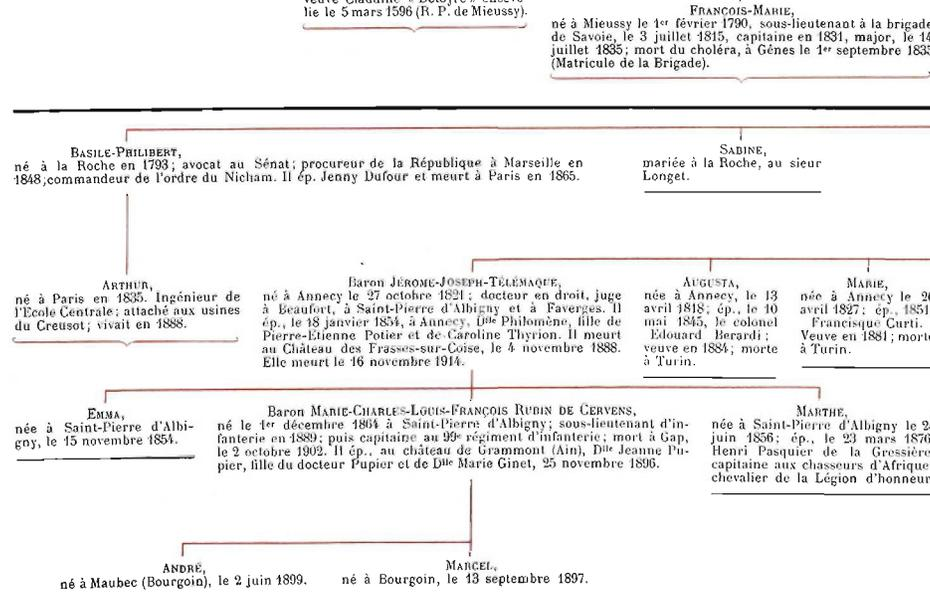 lie le 5 mars 1596 (R. P. de Mieussy).
FRANÇOIS-MARIE,
né à Mieussy le 1er février 1790, sous-lieutenant à la brigade
de Savoie, le 3 juillet 1815, capitaine en 1831, major, le 14
juillet 1835; mort du choléra, à Gênes le 1er septembre 1835
(Matricule de la Brigade).
BASILE-PHILIBERT,
né à la Roche en 1793; avocat au Sénat; procureur de la République à Marseille en
1848; commandeur de l'ordre du Nicham. Il ép. Jenny Dufour et meurt à Paris en 1865.
SABINE,
mariée à la Roche, au sieur
Longet.
ARTHUR,
né à Paris en 1835. Ingénieur de
l'Ecole Centrale; attaché aux usines
du Creusot; vivait en 1888.
Baron JÉROME-JOSEPH-TÉLÉMAQUE,
né à Annecy le 27 octobre 1821; docteur en droit, juge
à Beaufort, à Saint-Pierre d'Albigny et à Faverges. Il
ép., le 18 janvier 1854, à Annecy, Dlle Philomène, fille de
Pierre-Etienne Potier et de Caroline Thyrion. Il meurt
au Château des Frasses-sur-Coise, le 4 novembre 1888.
Elle meurt le 16 novembre 1914.
AUGUSTA,
née à Annecy, le 13
avril 1818; ép., le 10
mai 1845, le colonel
Edouard Berardi;
veuve en 1884; morte
à Turin.
MARIE,
née à Annecy le
avril 1827; ép., 1851
Francisque Curti.
Veuve en 1881; morte
à Turin.
EMMA,
née à Saint-Pierre d'Albi-
gny, le 15 novembre 1854.
Baron MARIE-CHARLES-LOUIS-FRANÇOIS RUBIN DE CERVENS,
né le 1er décembre 1864 à Saint-Pierre d'Albigny; sous-lieutenant d'in-
fanterie en 1889; puis capitaine au 99e régiment d'infanterie; mort à Gap,
le 2 octobre 1902. Il ép., au château de Grammont (Ain), Dlle Jeanne Pu-
pier, fille du docteur Pupier et de Dlle Marie Ginet, 25 novembre 1896.
MARTHE,
née à Saint-Pierre d'Albigny le
juin 1856; ép., le 23 mars 1876
Henri Pasquier de la Gressière
capitaine aux chasseurs d'Afrique
chevalier de la Légion d'honneur
ANDRÉ,
né à Maubec (Bourgoin), le 2 juin 1899.
MARCEL,
né à Bourgoin, le 13 septembre 1897.